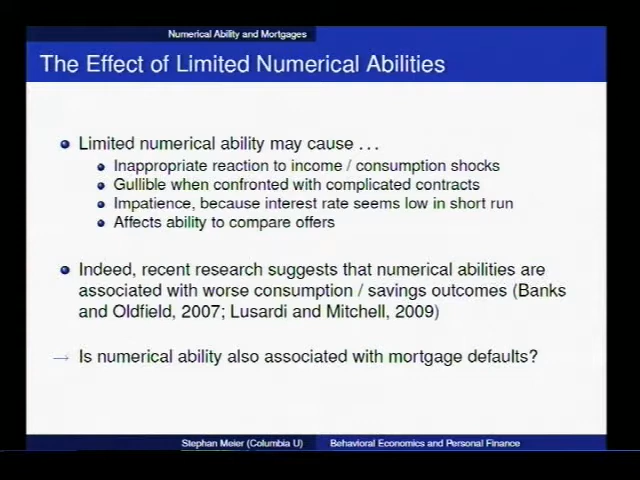 Numerical Ability and Mortgages
The Effect of Limited Numerical Abilities
Limited numerical ability may cause . . .
Inappropriate reaction to income / consumption shocks
Gullible when confronted with complicated contracts
Impatience, because interest rate seems low in short run
Affects ability to compare offers
Indeed, recent research suggests that numerical abilities are
associated with worse consumption / savings outcomes (Banks
and Oldfield, 2007; Lusardi and Mitchell, 2009)
→ Is numerical ability also associated with mortgage defaults?
Stephan Meier (Columbia U)
Behavioral Economics and Personal Finance